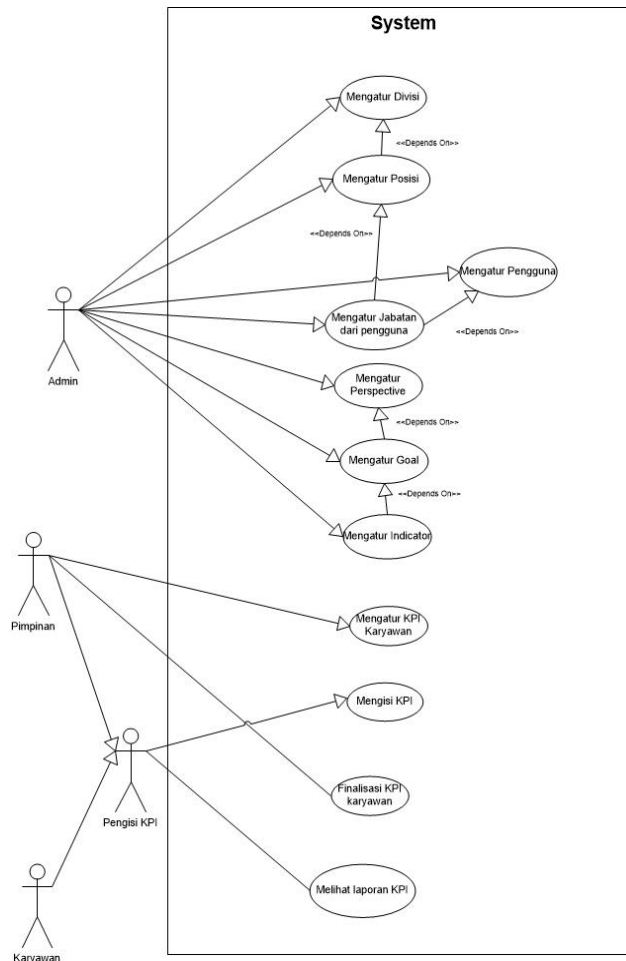 System
Mengatur Divisi
<<Depends On>>
Mengatur Posisi
<<Depends On>>
Mengatur Pengguna
Mengatur Jabatan
dari pengguna
<<Depends On>>
Admin
Mengatur
Perspective
<<Depends On>>
Mengatur Goal
<<Depends On>>
Mengatur Indicator
Pimpinan
Mengatur KPI
Karyawan
Mengisi KPI
Pengisi KPI
Finalisasi KPI
karyawan
Melihat laporan KPI
Karyawan